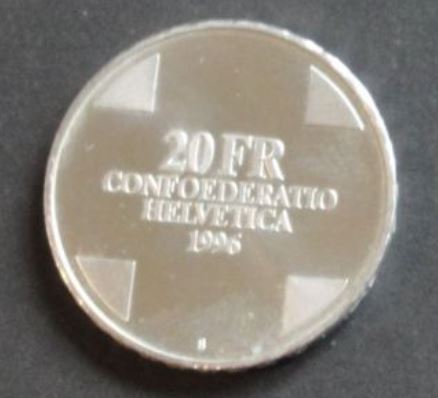 20 FR
CONFOEDERATIO
HELVETICA
1996
B